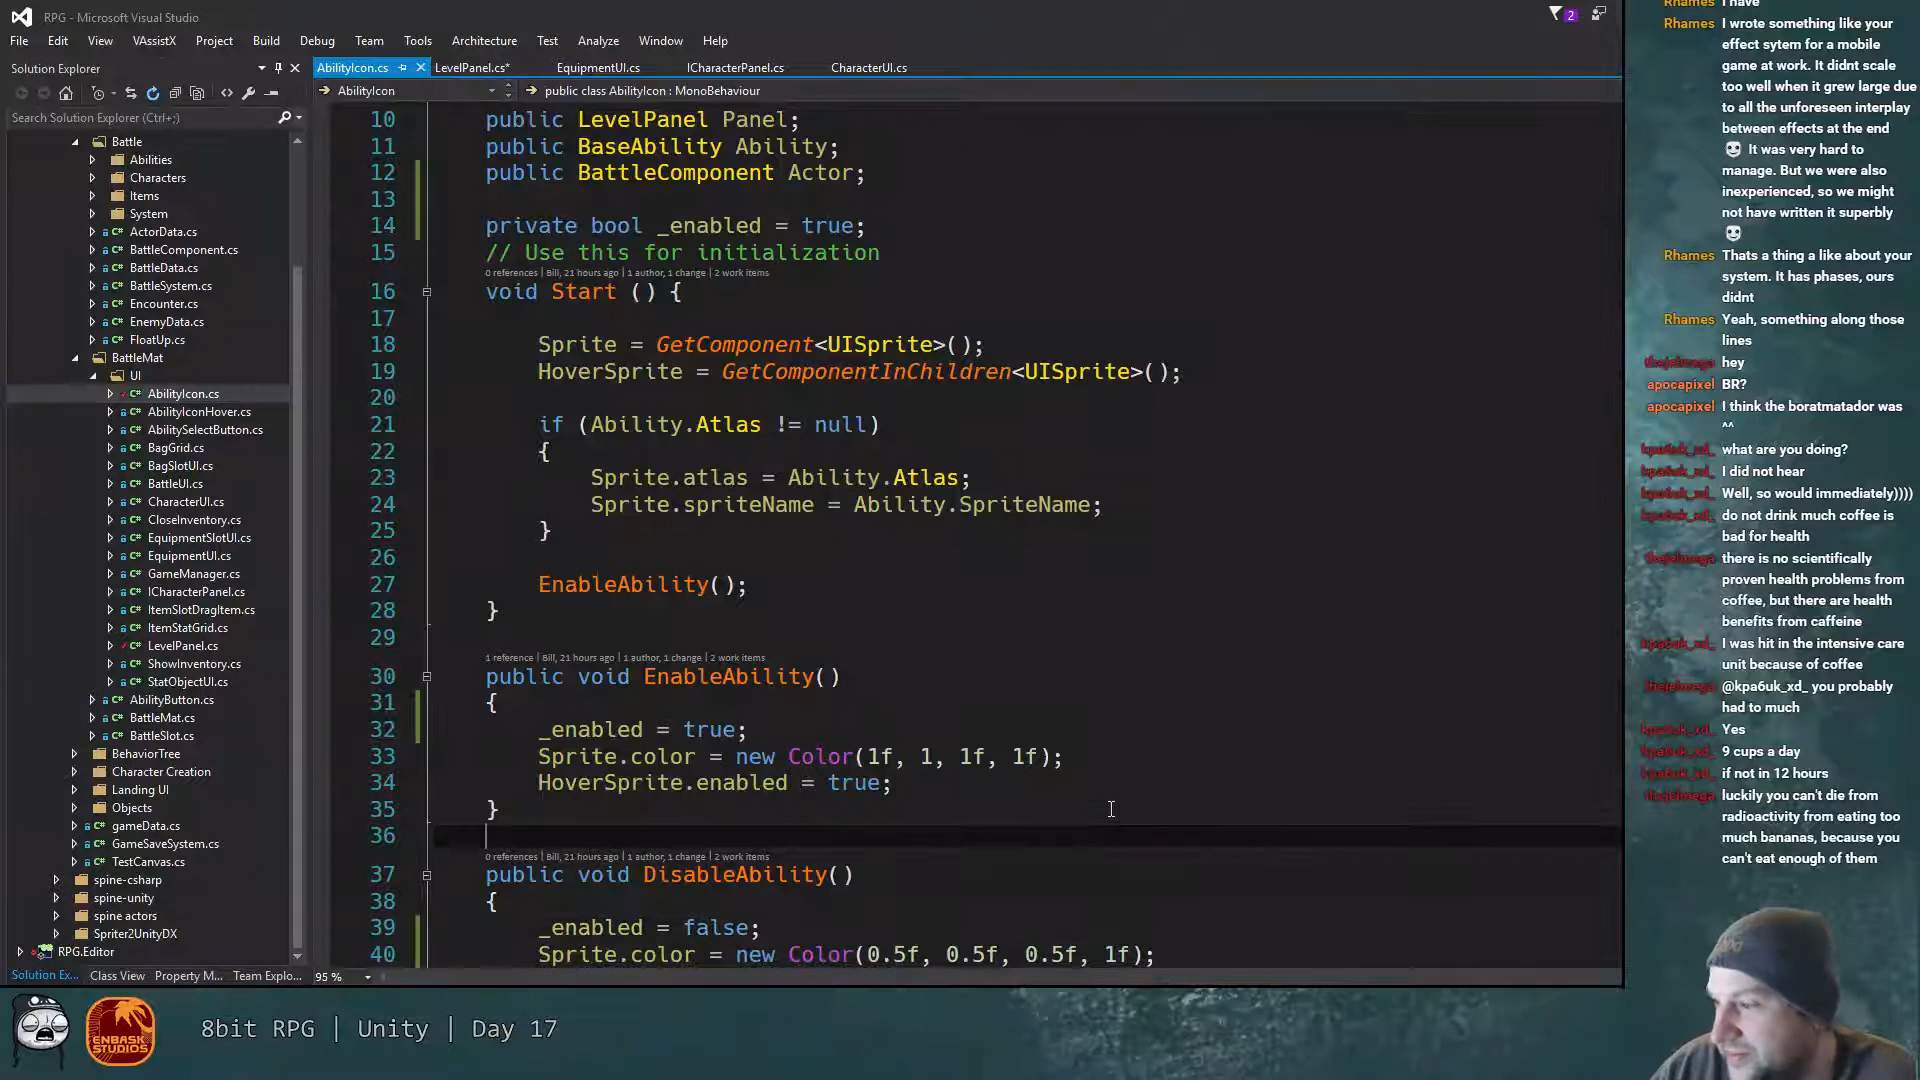 RPG - Microsoft Visual Studio
2
File Edit View VAssistX Project Build Debug Team Tools Architecture Test Analyze Window Help
Solution Explorer
AbilityIcon.cs
LevelPanel.cs*
EquipmentUI.cs
ICharacterPanel.cs
CharacterUI.cs
AbilityIcon
public class AbilityIcon : MonoBehaviour
Search Solution Explorer (Ctrl+;)
Battle
Abilities
Characters
Items
System
C# ActorData.cs
C# BattleComponent.cs
C# BattleData.cs
C# BattleSystem.cs
C# Encounter.cs
C# EnemyData.cs
C# FloatUp.cs
BattleMat
UI
C# AbilityIcon.cs
C# AbilityIconHover.cs
C# AbilitySelectButton.cs
C# BagGrid.cs
C# BagSlotUI.cs
C# BattleUI.cs
C# CharacterUI.cs
C# CloseInventory.cs
C# EquipmentSlotUI.cs
C# EquipmentUI.cs
C# GameManager.cs
C# ICharacterPanel.cs
C# ItemSlotDragItem.cs
C# ItemStatGrid.cs
C# LevelPanel.cs
C# ShowInventory.cs
C# StatObjectUI.cs
C# AbilityButton.cs
C# BattleMat.cs
C# BattleSlot.cs
BehaviorTree
Character Creation
Landing UI
Objects
C# gameData.cs
C# GameSaveSystem.cs
C# TestCanvas.cs
spine-csharp
spine-unity
spine actors
Spriter2UnityDX
RPG.Editor
Solution Ex... Class View Property M... Team Explo...
10 public LevelPanel Panel;
11 public BaseAbility Ability;
12 public BattleComponent Actor;
13
14 private bool _enabled = true;
15 // Use this for initialization
0 references | Bill, 21 hours ago | 1 author, 1 change | 2 work items
16 void Start () {
17
18 Sprite = GetComponent<UISprite>();
19 HoverSprite = GetComponentInChildren<UISprite>();
20
21 if (Ability.Atlas != null)
22 {
23 Sprite.atlas = Ability.Atlas;
24 Sprite.spriteName = Ability.SpriteName;
25 }
26
27 EnableAbility();
28 }
29
1 reference | Bill, 21 hours ago | 1 author, 1 change | 2 work items
30 public void EnableAbility()
31 {
32 _enabled = true;
33 Sprite.color = new Color(1f, 1, 1f, 1f);
34 HoverSprite.enabled = true;
35 }
36
0 references | Bill, 21 hours ago | 1 author, 1 change | 2 work items
37 public void DisableAbility()
38 {
39 _enabled = false;
40 Sprite.color = new Color(0.5f, 0.5f, 0.5f, 1f);
95 %
Rhames I have
Rhames I wrote something like your
effect sytem for a mobile
game at work. It didnt scale
too well when it grew large due
to all the unforeseen interplay
between effects at the end
It was very hard to
manage. But we were also
inexperienced, so we might
not have written it superbly
Rhames Thats a thing a like about your
system. It has phases, ours
didnt
Rhames Yeah, something along those
lines
thejelmega hey
apocapixel BR?
apocapixel I think the boratmatador was
^^
kpa6uk_xd_ what are you doing?
kpa6uk_xd_ I did not hear
kpa6uk_xd_ Well, so would immediately))))
kpa6uk_xd_ do not drink much coffee is
bad for health
thejelmega there is no scientifically
proven health problems from
coffee, but there are health
benefits from caffeine
kpa6uk_xd_ I was hit in the intensive care
unit because of coffee
thejelmega @kpa6uk_xd_ you probably
had to much
kpa6uk_xd_ Yes
kpa6uk_xd_ 9 cups a day
kpa6uk_xd_ if not in 12 hours
thejelmega luckily you can't die from
radioactivity from eating too
much bananas, because you
can't eat enough of them
ENBASK
STUDIOS
8bit RPG | Unity | Day 17